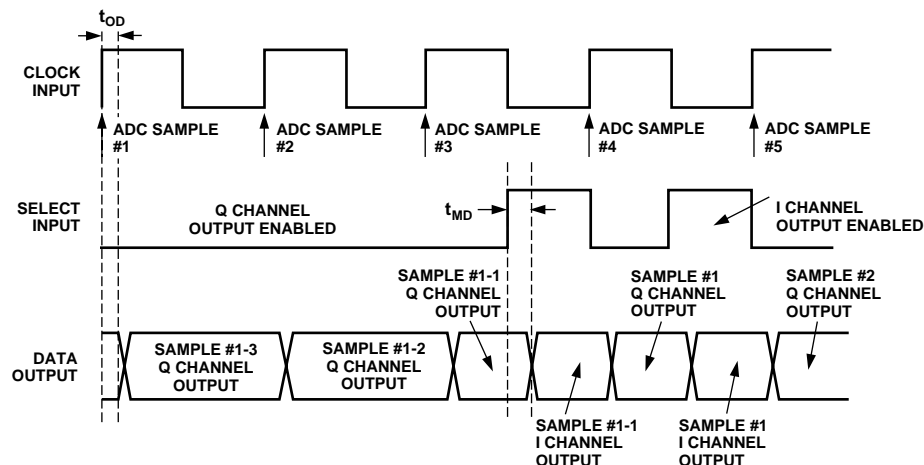 tOD
CLOCK
INPUT
ADC SAMPLE
#1
ADC SAMPLE
#2
ADC SAMPLE
#3
ADC SAMPLE
#4
ADC SAMPLE
#5
SELECT
INPUT
Q CHANNEL
OUTPUT ENABLED
tMD
I CHANNEL
OUTPUT ENABLED
SAMPLE #1-1
Q CHANNEL
OUTPUT
SAMPLE #1
Q CHANNEL
OUTPUT
SAMPLE #2
Q CHANNEL
OUTPUT
DATA
OUTPUT
SAMPLE #1-3
Q CHANNEL
OUTPUT
SAMPLE #1-2
Q CHANNEL
OUTPUT
SAMPLE #1-1
I CHANNEL
OUTPUT
SAMPLE #1
I CHANNEL
OUTPUT